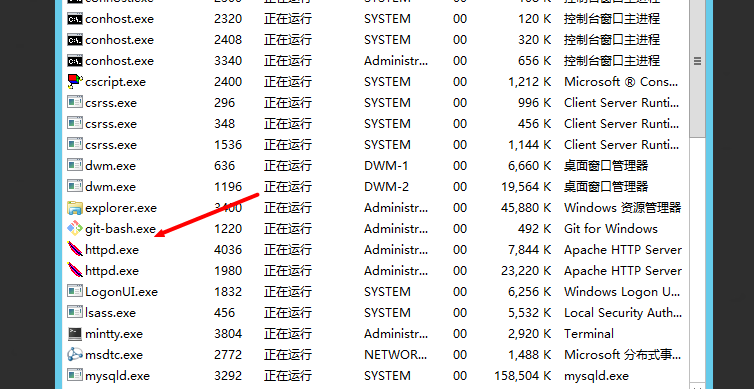 conhost.exe 2320 正在运行 SYSTEM 00 120 K 控制台窗口主进程
conhost.exe 2408 正在运行 SYSTEM 00 320 K 控制台窗口主进程
conhost.exe 3340 正在运行 Administr... 00 656 K 控制台窗口主进程
cscript.exe 2400 正在运行 SYSTEM 00 1,212 K Microsoft ® Cons...
csrss.exe 296 正在运行 SYSTEM 00 996 K Client Server Runti...
csrss.exe 348 正在运行 SYSTEM 00 456 K Client Server Runti...
csrss.exe 1536 正在运行 SYSTEM 00 1,144 K Client Server Runti...
dwm.exe 636 正在运行 DWM-1 00 6,660 K 桌面窗口管理器
dwm.exe 1196 正在运行 DWM-2 00 19,564 K 桌面窗口管理器
explorer.exe 3400 正在运行 Administr... 00 45,880 K Windows 资源管理器
git-bash.exe 1220 正在运行 Administr... 00 492 K Git for Windows
httpd.exe 4036 正在运行 Administr... 00 7,844 K Apache HTTP Server
httpd.exe 1980 正在运行 Administr... 00 23,220 K Apache HTTP Server
LogonUI.exe 1832 正在运行 SYSTEM 00 6,256 K Windows Logon U...
lsass.exe 456 正在运行 SYSTEM 00 5,532 K Local Security Auth...
mintty.exe 3804 正在运行 Administr... 00 2,920 K Terminal
msdtc.exe 2772 正在运行 NETWOR... 00 1,488 K Microsoft 分布式事...
mysqld.exe 3292 正在运行 SYSTEM 00 158,504 K mysqld.exe